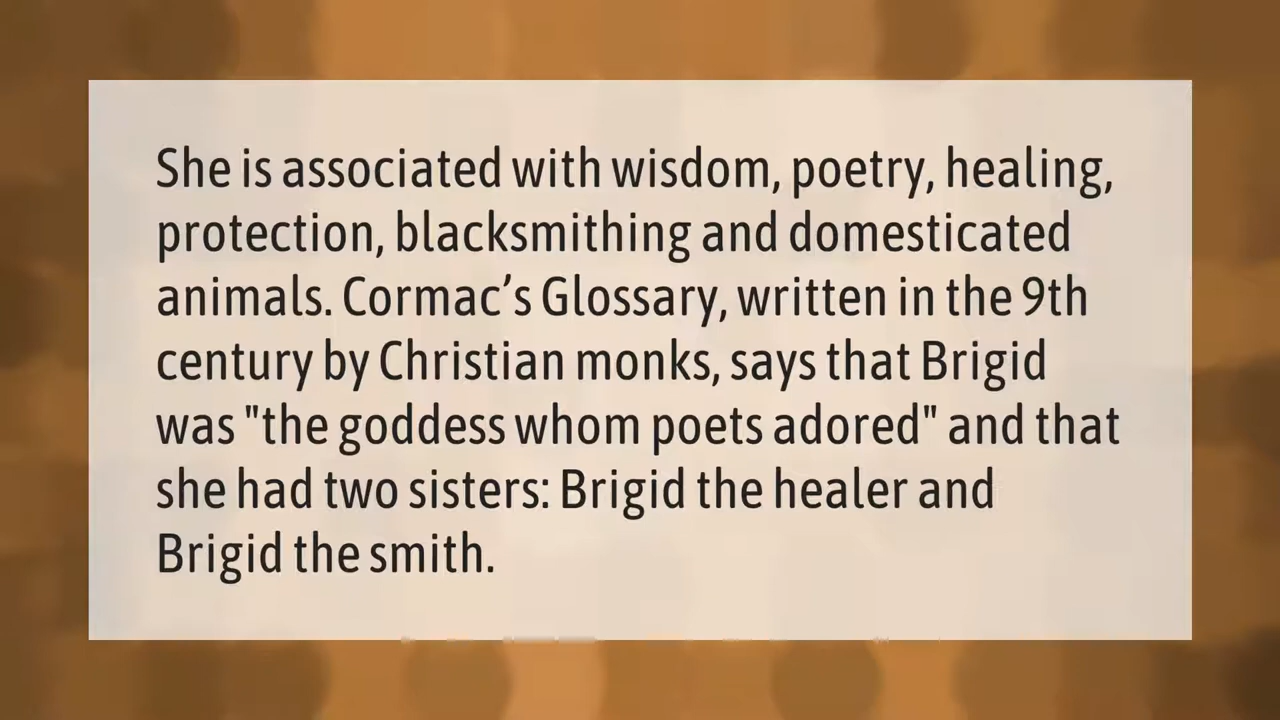 She is associated with wisdom, poetry, healing,
protection, blacksmithing and domesticated
animals. Cormac’s Glossary, written in the 9th
century by Christian monks, says that Brigid
was "the goddess whom poets adored" and that
she had two sisters: Brigid the healer and
Brigid the smith.